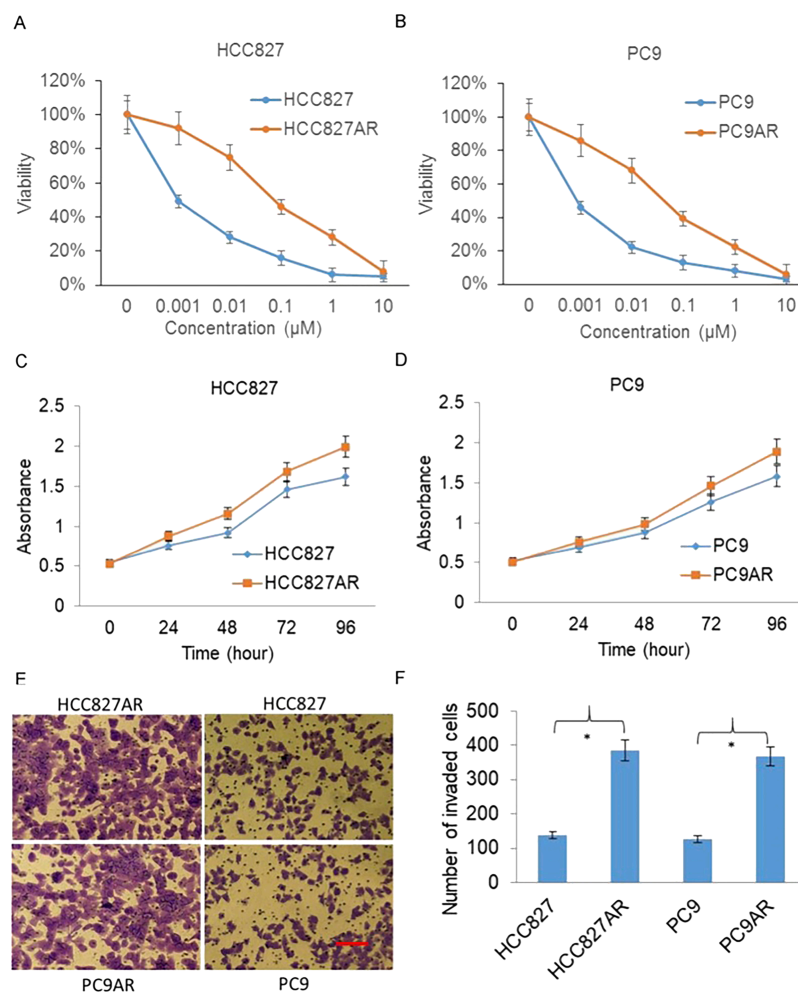 A
HCC827
120%
100%
80%
60%
40%
20%
0%
Viability
HCC827
HCC827AR
0 0.001 0.01 0.1 1 10
Concentration (µM)
B
PC9
120%
100%
80%
60%
40%
20%
0%
Viability
PC9
PC9AR
0 0.001 0.01 0.1 1 10
Concentration (µM)
C
HCC827
2.5
2
1.5
1
0.5
0
Absorbance
HCC827
HCC827AR
0 24 48 72 96
Time (hour)
D
PC9
2.5
2
1.5
1
0.5
0
Absorbance
PC9
PC9AR
0 24 48 72 96
Time (hour)
E
HCC827AR HCC827
PC9AR PC9
F
500
400
300
200
100
0
Number of invaded cells
* *
HCC827
HCC827AR
PC9
PC9AR